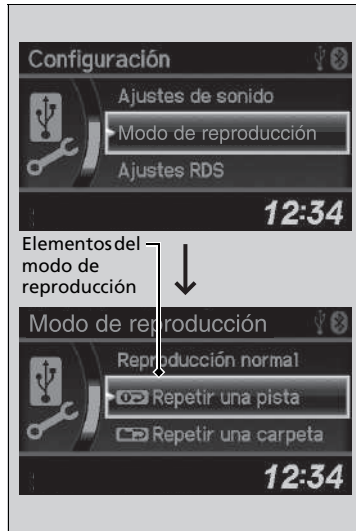 Configuración
Ajustes de sonido
Modo de reproducción
Ajustes RDS
12:34
Elementos del
modo de
reproducción
Modo de reproducción
Reproducción normal
Repetir una pista
Repetir una carpeta
12:34